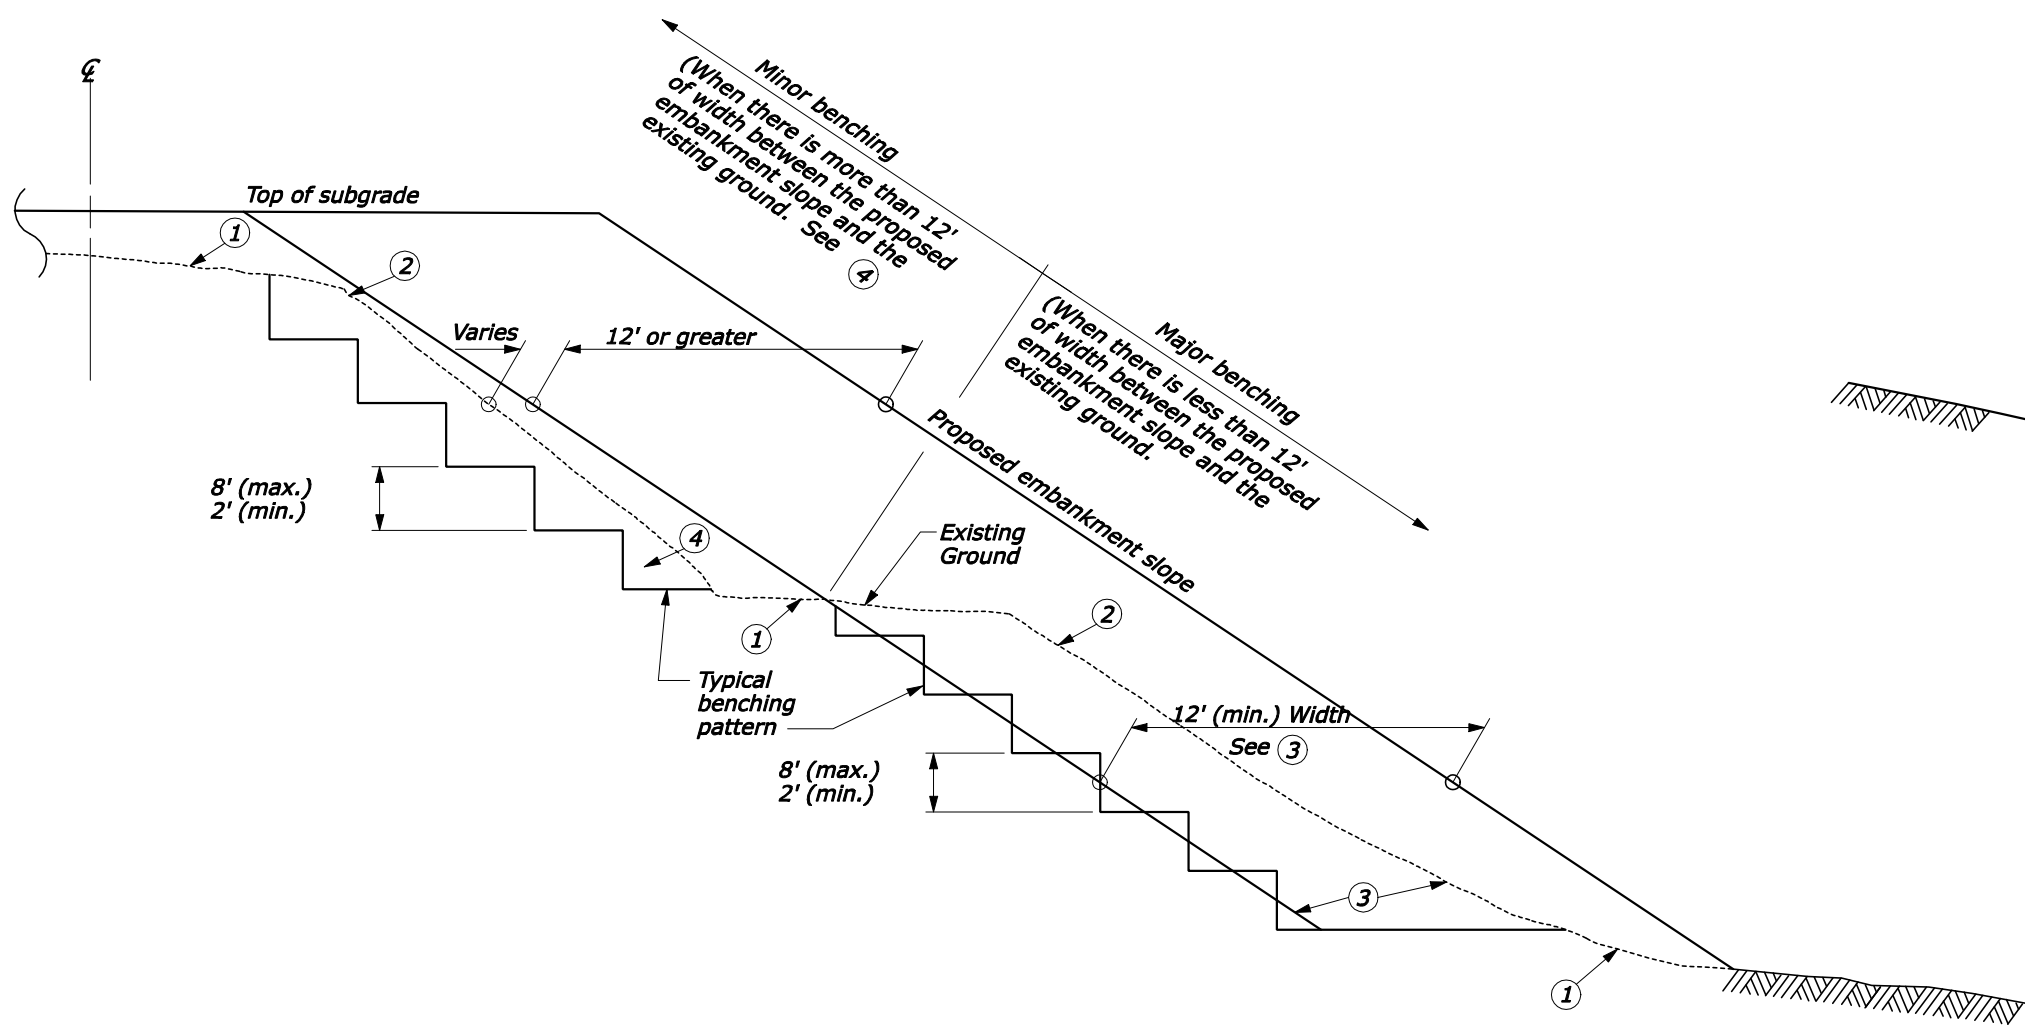 ℄
Minor benching
(When there is more than 12'
of width between the proposed
embankment slope and the
existing ground. See 4
Top of subgrade
1
2
Varies
12' or greater
Major benching
(When there is less than 12'
of width between the proposed
embankment slope and the
existing ground.
Proposed embankment slope
8' (max.)
2' (min.)
4
Existing
Ground
1
2
Typical
benching
pattern
12' (min.) Width
See 3
8' (max.)
2' (min.)
3
1